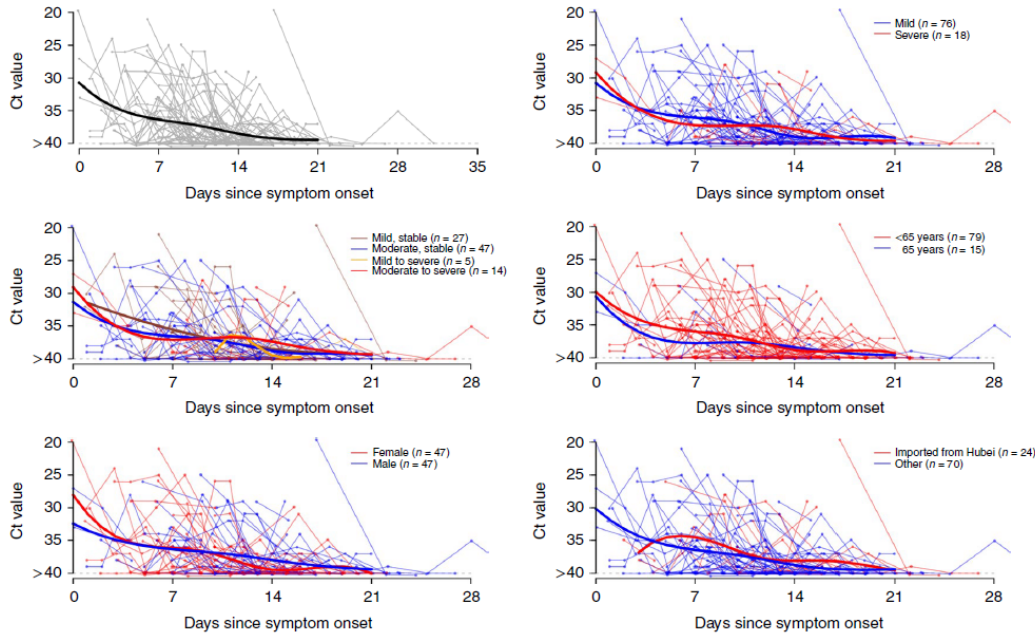 20
25
30
35
>40
Ct value
0
7
14
21
28
35
Days since symptom onset
20
25
30
35
>40
Ct value
Mild (n = 76)
Severe (n = 18)
0
7
14
21
28
Days since symptom onset
20
25
30
35
>40
Ct value
Mild, stable (n = 27)
Moderate, stable (n = 47)
Mild to severe (n = 5)
Moderate to severe (n = 14)
0
7
14
21
28
Days since symptom onset
20
25
30
35
>40
Ct value
<65 years (n = 79)
65 years (n = 15)
0
7
14
21
28
Days since symptom onset
20
25
30
35
>40
Ct value
Female (n = 47)
Male (n = 47)
0
7
14
21
28
Days since symptom onset
20
25
30
35
>40
Ct value
Imported from Hubei (n = 24)
Other (n = 70)
0
7
14
21
28
Days since symptom onset